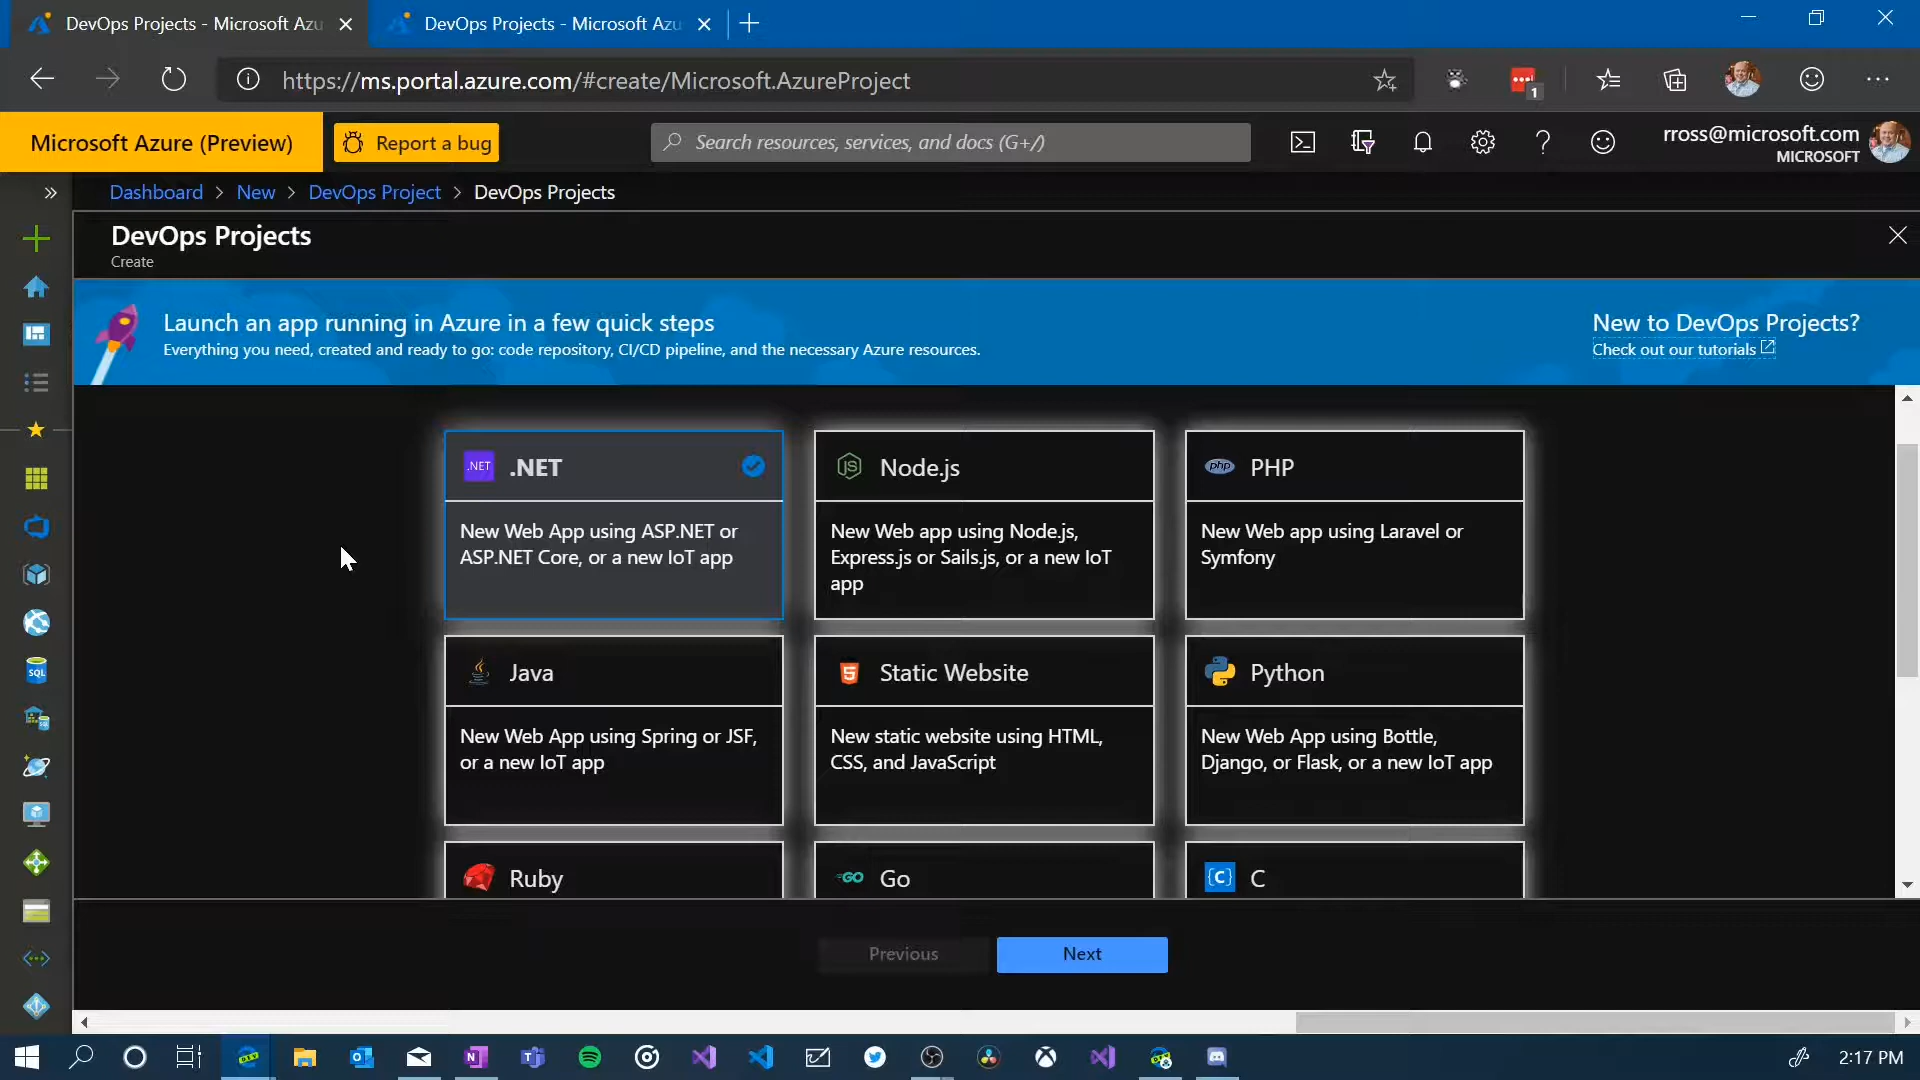 DevOps Projects - Microsoft Azu
DevOps Projects - Microsoft Azu
https://ms.portal.azure.com/#create/Microsoft.AzureProject
1
Microsoft Azure (Preview)
Report a bug
Search resources, services, and docs (G+/)
rross@microsoft.com
MICROSOFT
Dashboard > New > DevOps Project > DevOps Projects
DevOps Projects
Create
Launch an app running in Azure in a few quick steps
Everything you need, created and ready to go: code repository, CI/CD pipeline, and the necessary Azure resources.
New to DevOps Projects?
Check out our tutorials
.NET .NET
New Web App using ASP.NET or
ASP.NET Core, or a new IoT app
JS Node.js
New Web app using Node.js,
Express.js or Sails.js, or a new IoT
app
php PHP
New Web app using Laravel or
Symfony
Java
New Web App using Spring or JSF,
or a new IoT app
5 Static Website
New static website using HTML,
CSS, and JavaScript
Python
New Web App using Bottle,
Django, or Flask, or a new IoT app
Ruby
GO Go
{C} C
SQL
Previous
Next
DEV
2:17 PM